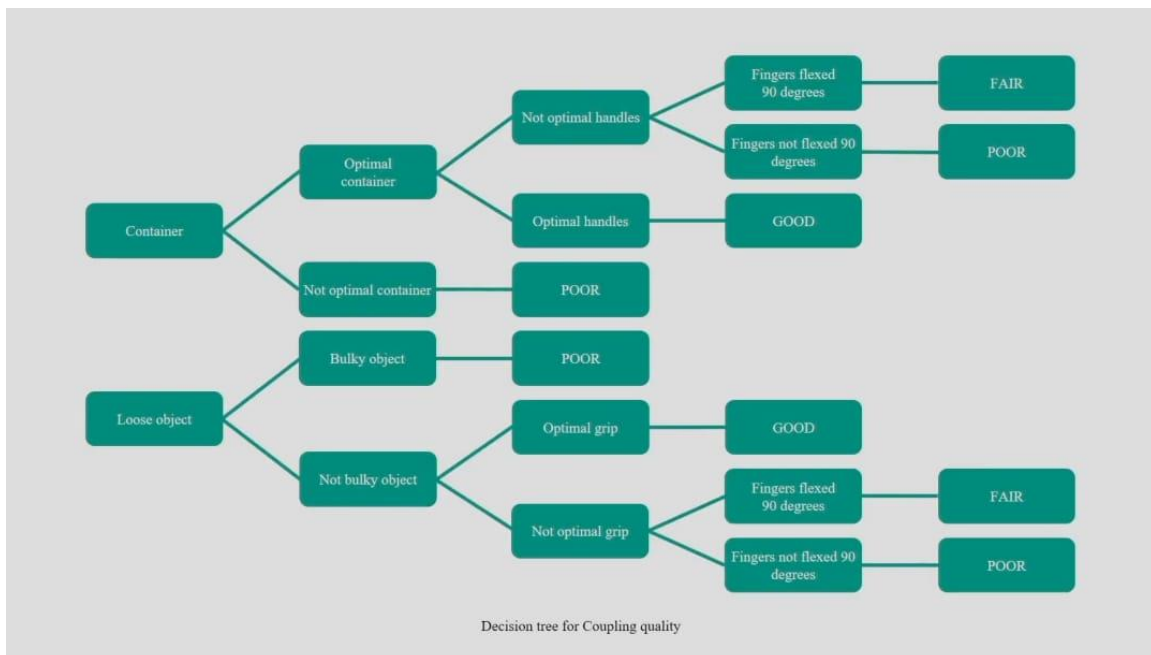 Container
Optimal
container
Not optimal handles
Fingers flexed
90 degrees
FAIR
Fingers not flexed 90
degrees
POOR
Optimal handles
GOOD
Not optimal container
POOR
Loose object
Bulky object
POOR
Not bulky object
Optimal grip
GOOD
Not optimal grip
Fingers flexed
90 degrees
FAIR
Fingers not flexed 90
degrees
POOR
Decision tree for Coupling quality